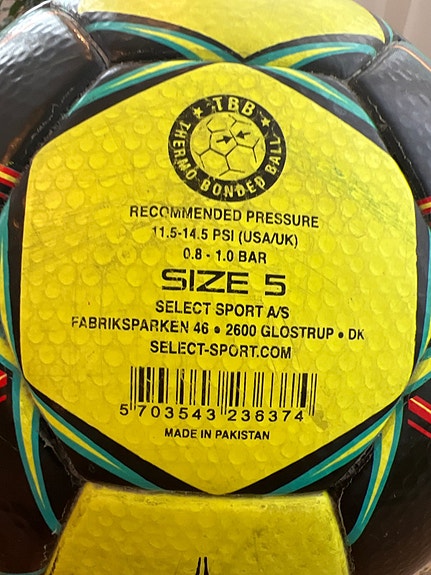 ★ TBB ★
THERMO BONDED BALL
RECOMMENDED PRESSURE
11.5-14.5 PSI (USA/UK)
0.8 - 1.0 BAR
SIZE 5
SELECT SPORT A/S
FABRIKSPARKEN 46 • 2600 GLOSTRUP • DK
SELECT-SPORT.COM
5 703543 236374
MADE IN PAKISTAN